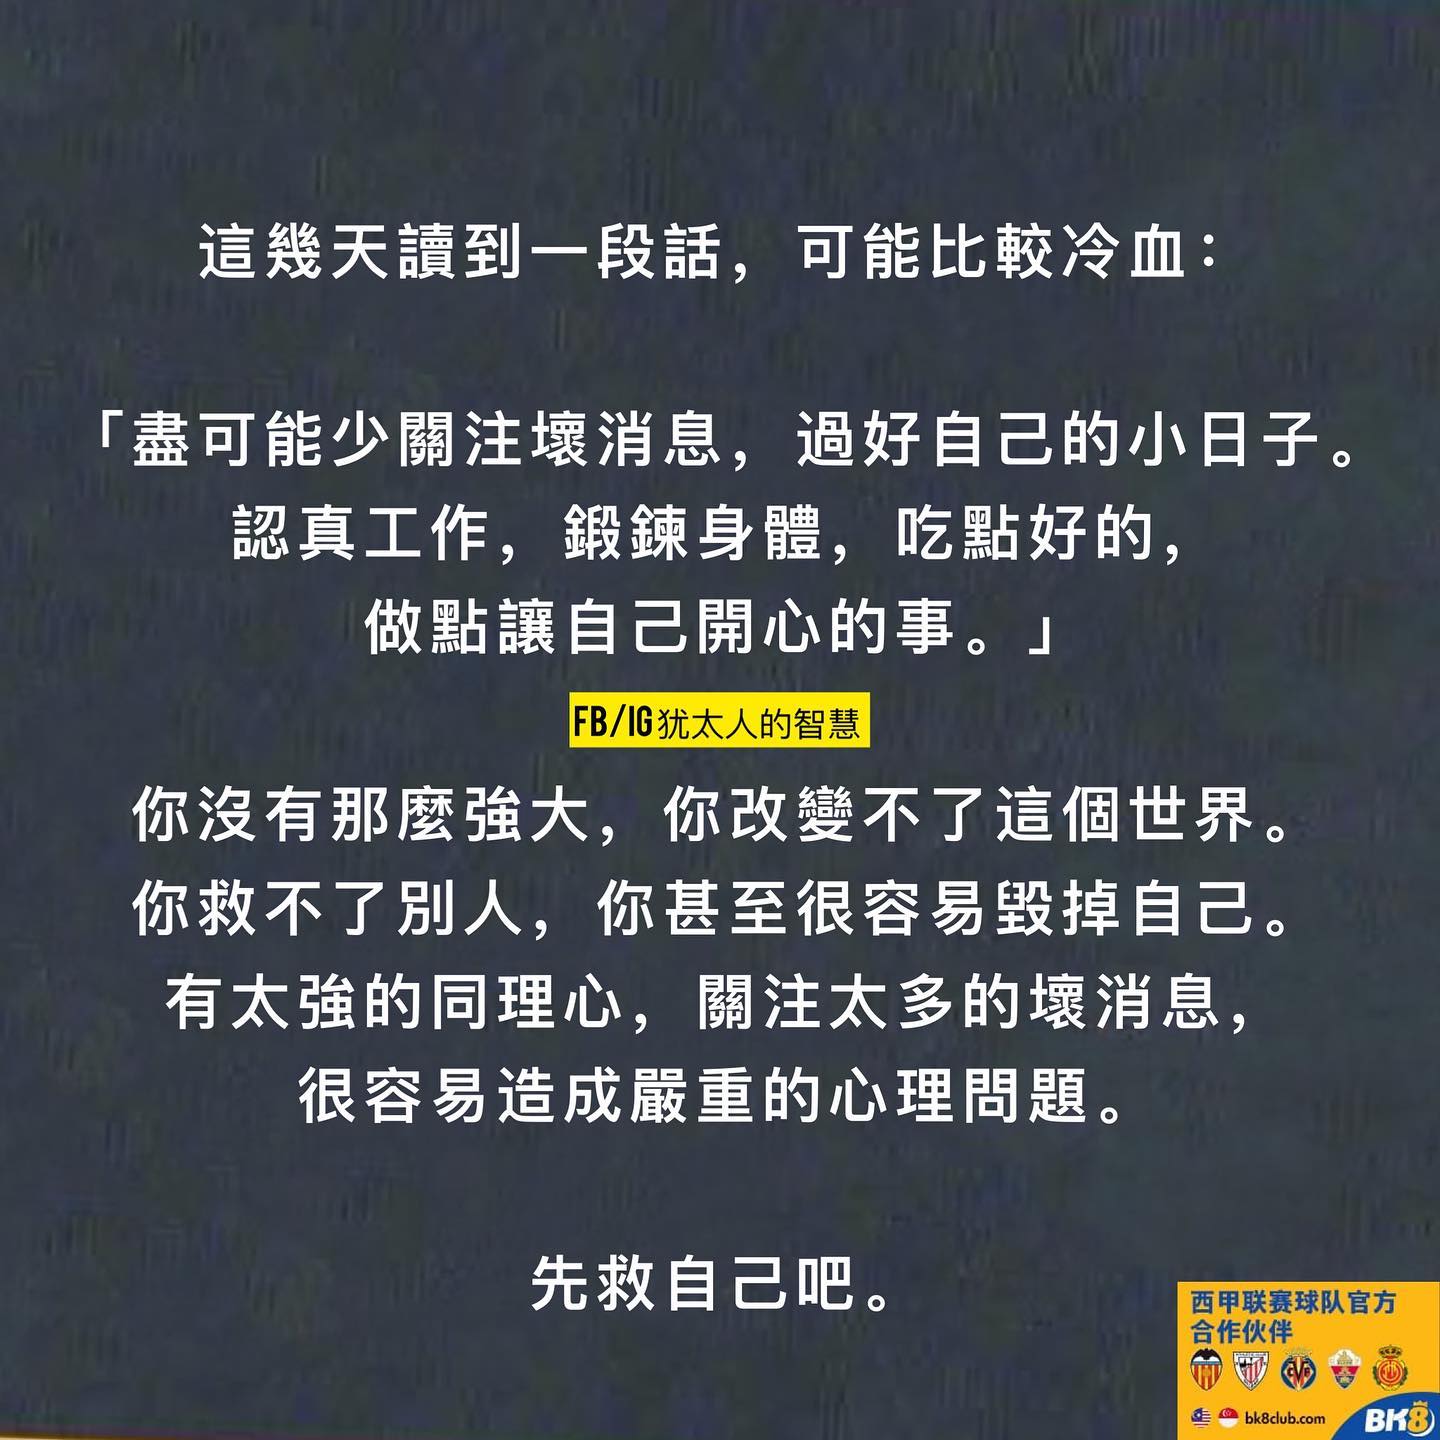 這幾天讀到一段話，可能比較冷血：
「盡可能少關注壞消息，過好自己的小日子。
認真工作，鍛鍊身體，吃點好的，
做點讓自己開心的事。」
FB/IG犹太人的智慧
你沒有那麼強大，你改變不了這個世界。
你救不了別人，你甚至很容易毀掉自己。
有太強的同理心，關注太多的壞消息，
很容易造成嚴重的心理問題。
先救自己吧。
西甲联赛球队官方
合作伙伴
bk8club.com
BK8